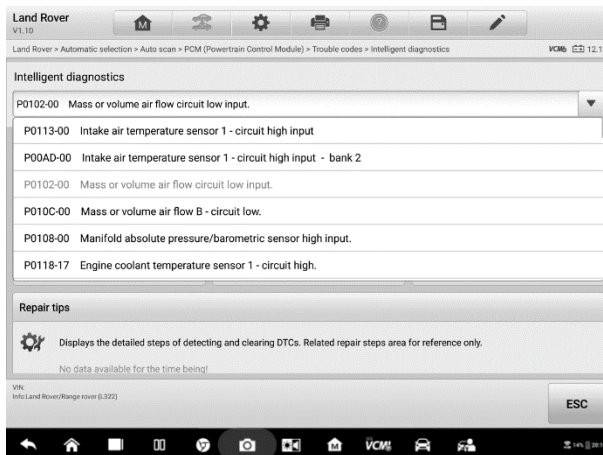 Land Rover
V1.10
Land Rover > Automatic selection > Auto scan > PCM (Powertrain Control Module) > Trouble codes > Intelligent diagnostics
VCMI 12.1
Intelligent diagnostics
P0102-00 Mass or volume air flow circuit low input.
P0113-00 Intake air temperature sensor 1 - circuit high input
P00AD-00 Intake air temperature sensor 1 - circuit high input - bank 2
P0102-00 Mass or volume air flow circuit low input.
P010C-00 Mass or volume air flow B - circuit low.
P0108-00 Manifold absolute pressure/barometric sensor high input.
P0118-17 Engine coolant temperature sensor 1 - circuit high.
Repair tips
Displays the detailed steps of detecting and clearing DTCs. Related repair steps area for reference only.
No data available for the time being!
VIN:
Info:Land Rover/Range rover (L322)
ESC
VCMI
14%